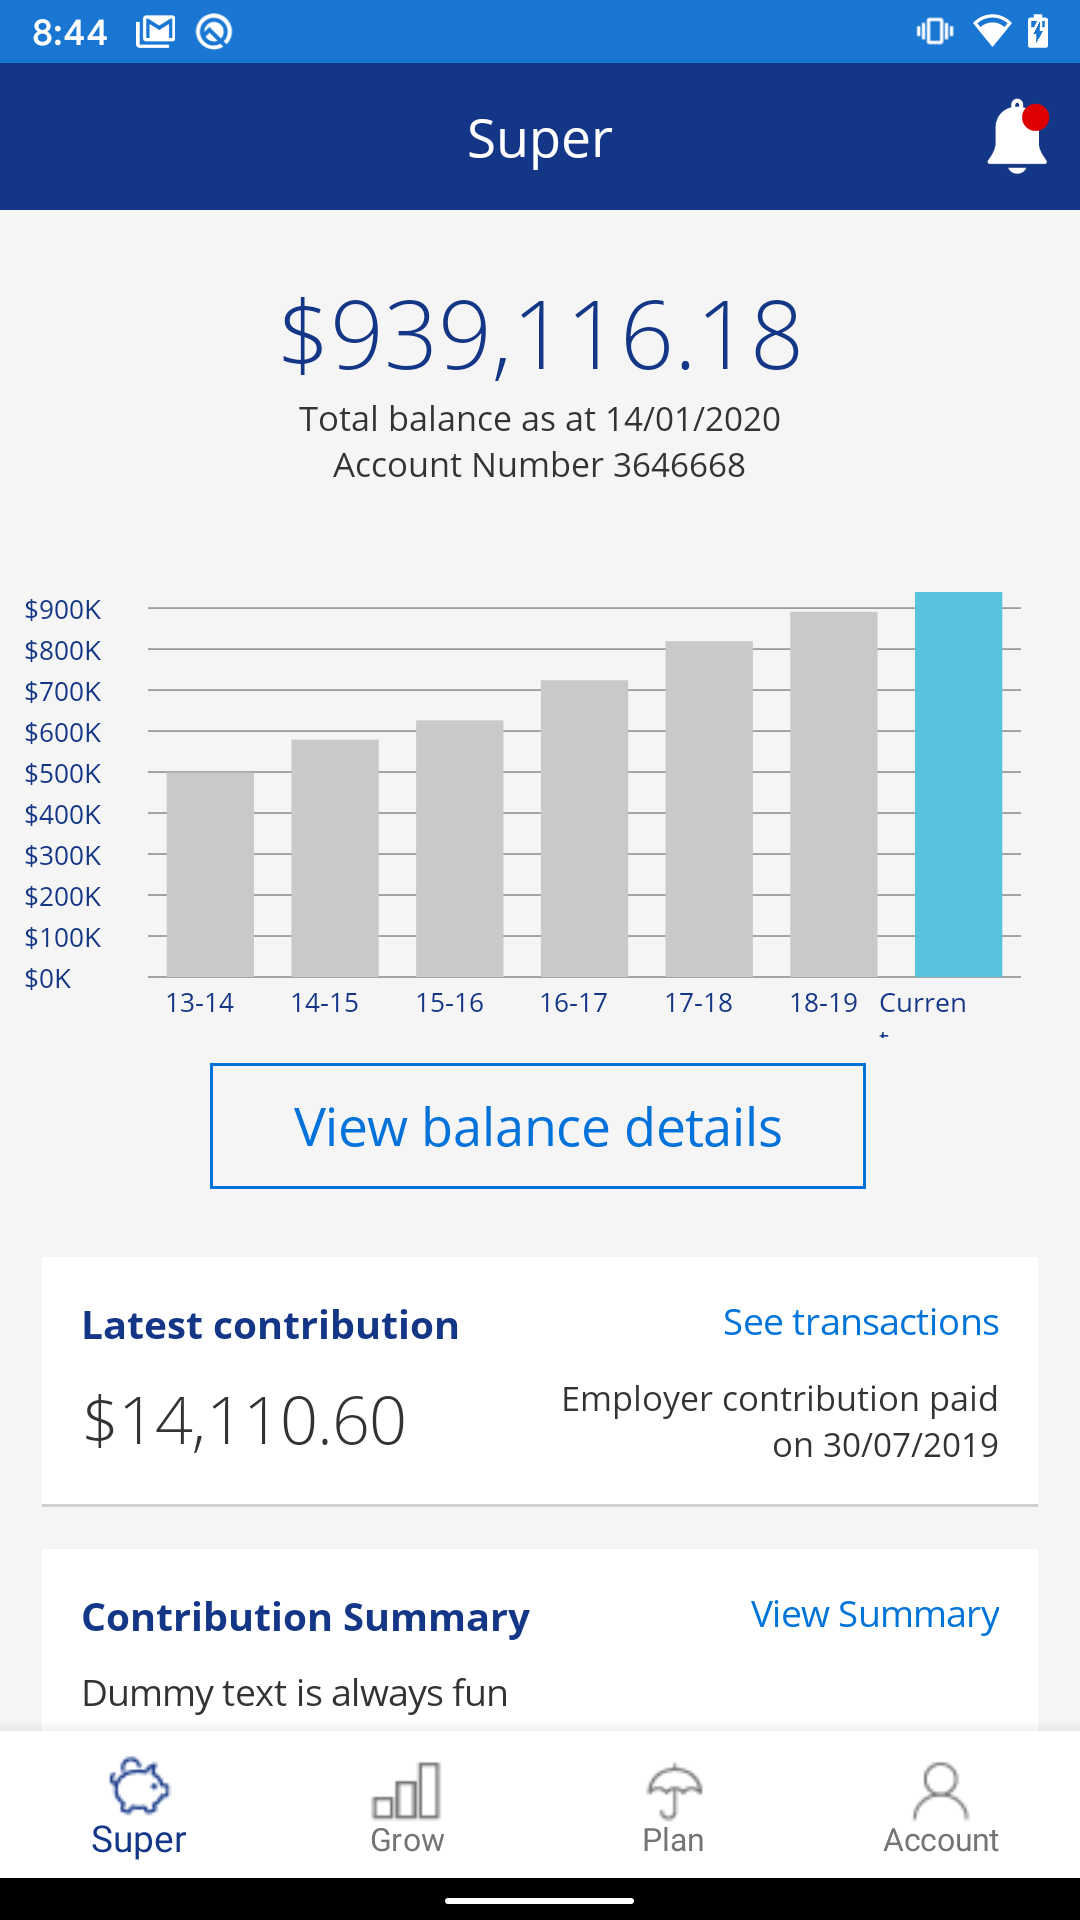 8:44
Super
$939,116.18
Total balance as at 14/01/2020
Account Number 3646668
$900K
$800K
$700K
$600K
$500K
$400K
$300K
$200K
$100K
$0K
13-14 14-15 15-16 16-17 17-18 18-19 Curren
t
View balance details
Latest contribution See transactions
$14,110.60 Employer contribution paid
on 30/07/2019
Contribution Summary View Summary
Dummy text is always fun
Super Grow Plan Account